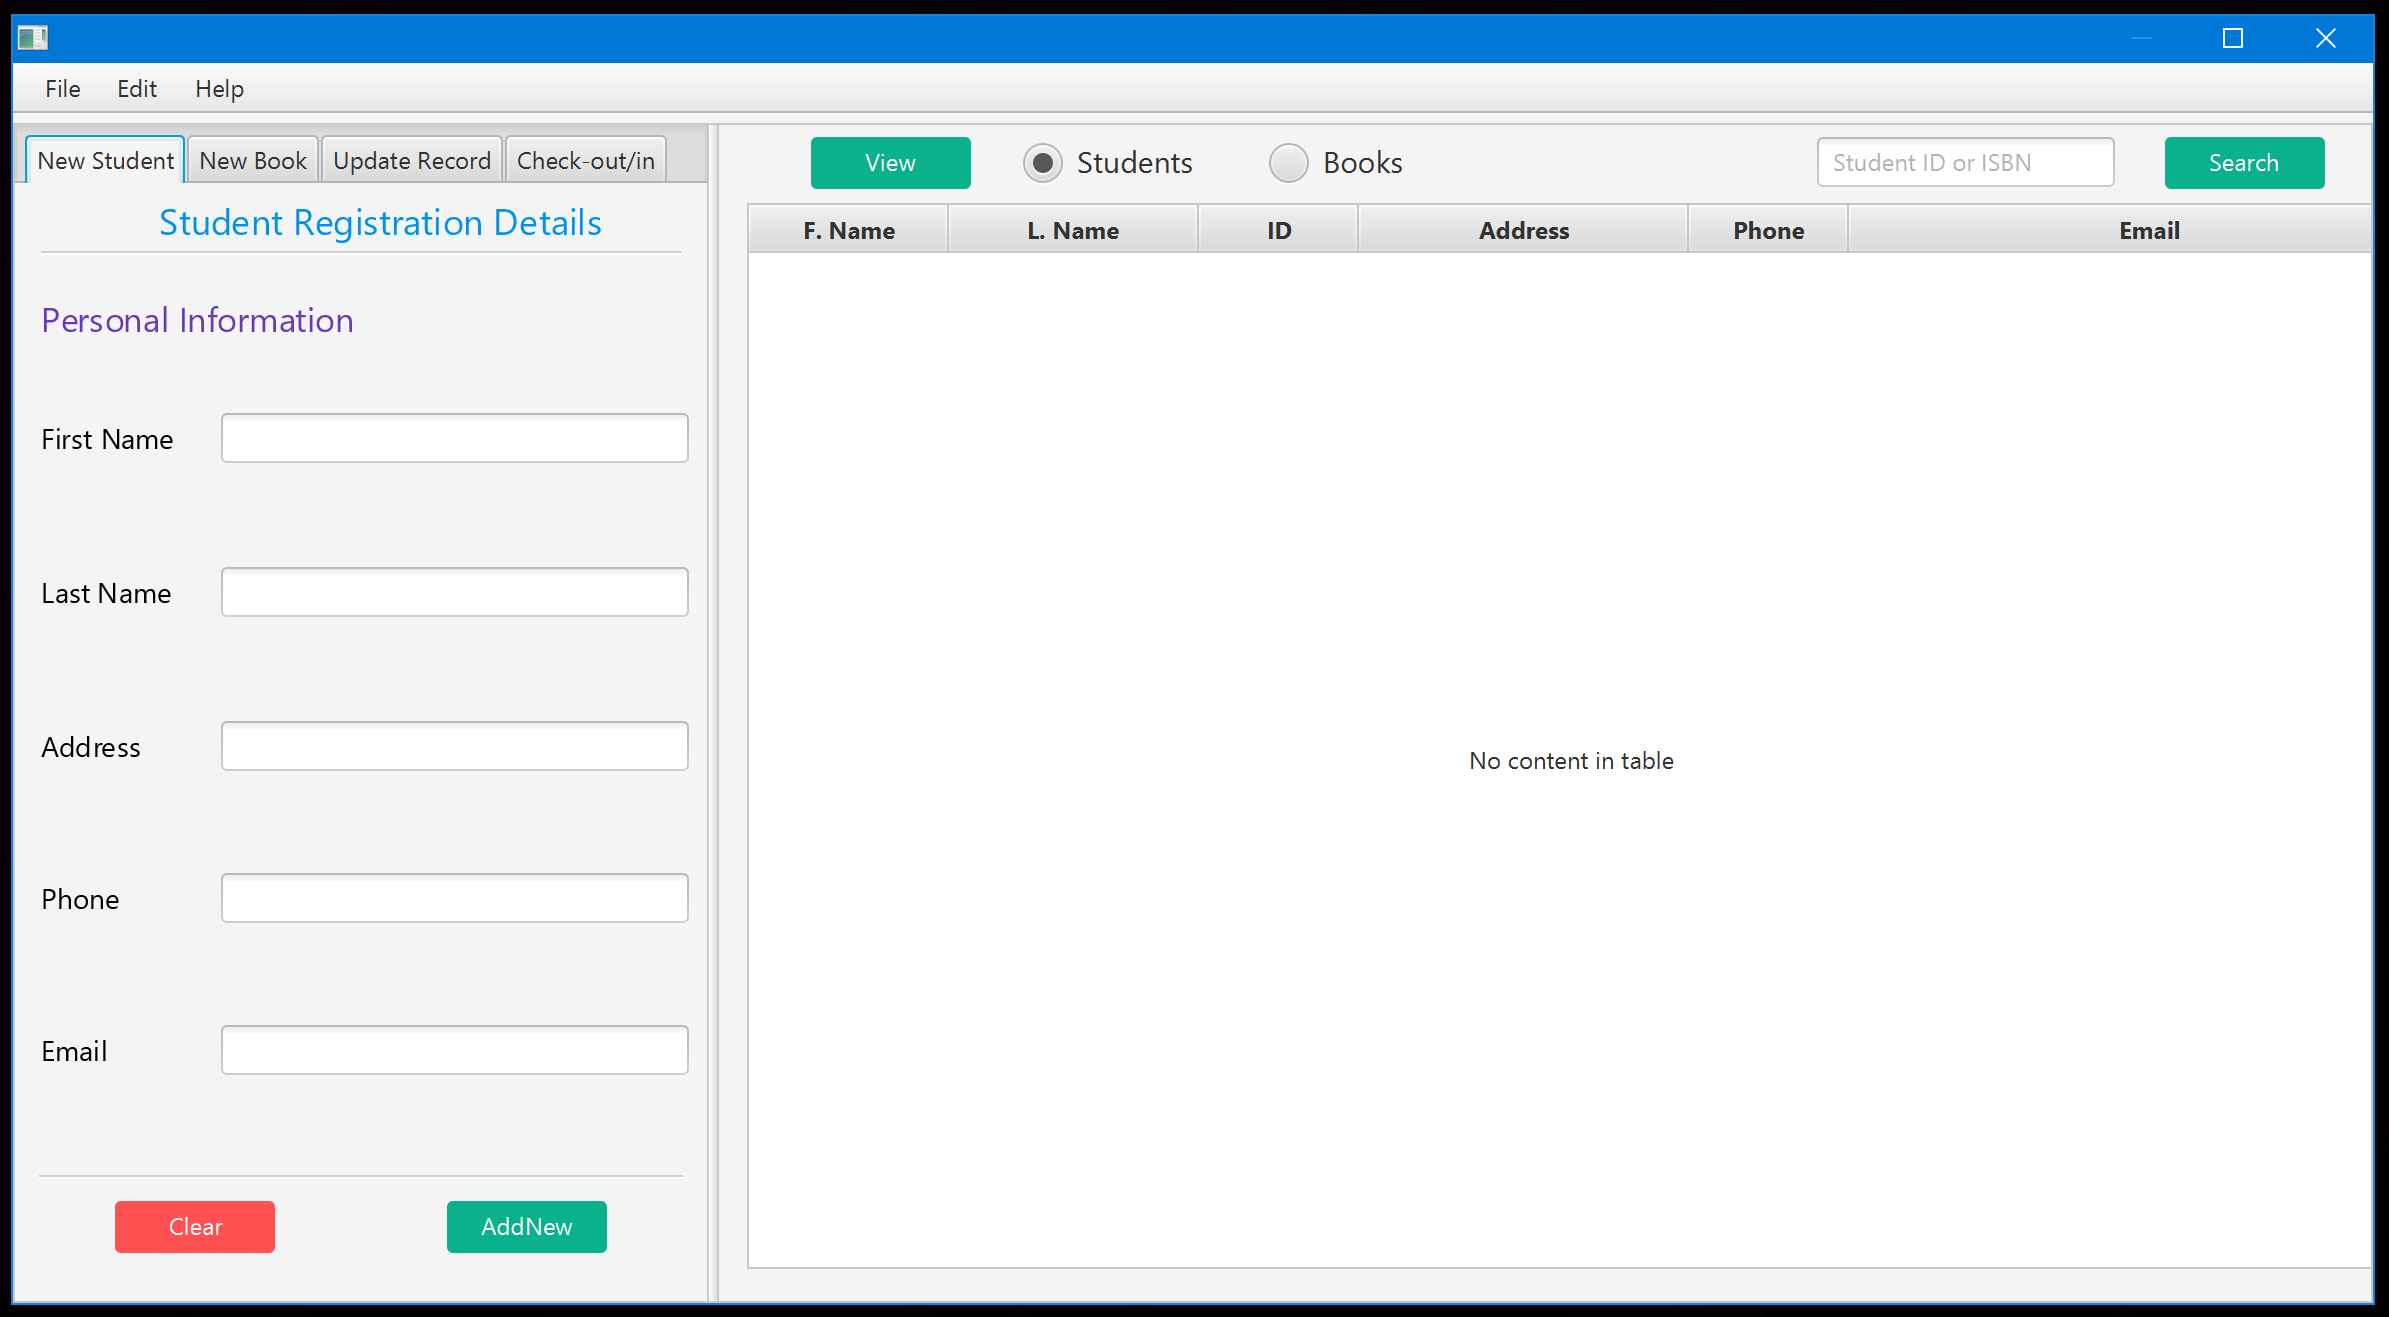 File Edit Help
New Student New Book Update Record Check-out/in
View Students Books Student ID or ISBN Search
Student Registration Details
F. Name L. Name ID Address Phone Email
Personal Information
First Name
Last Name
Address
No content in table
Phone
Email
Clear AddNew